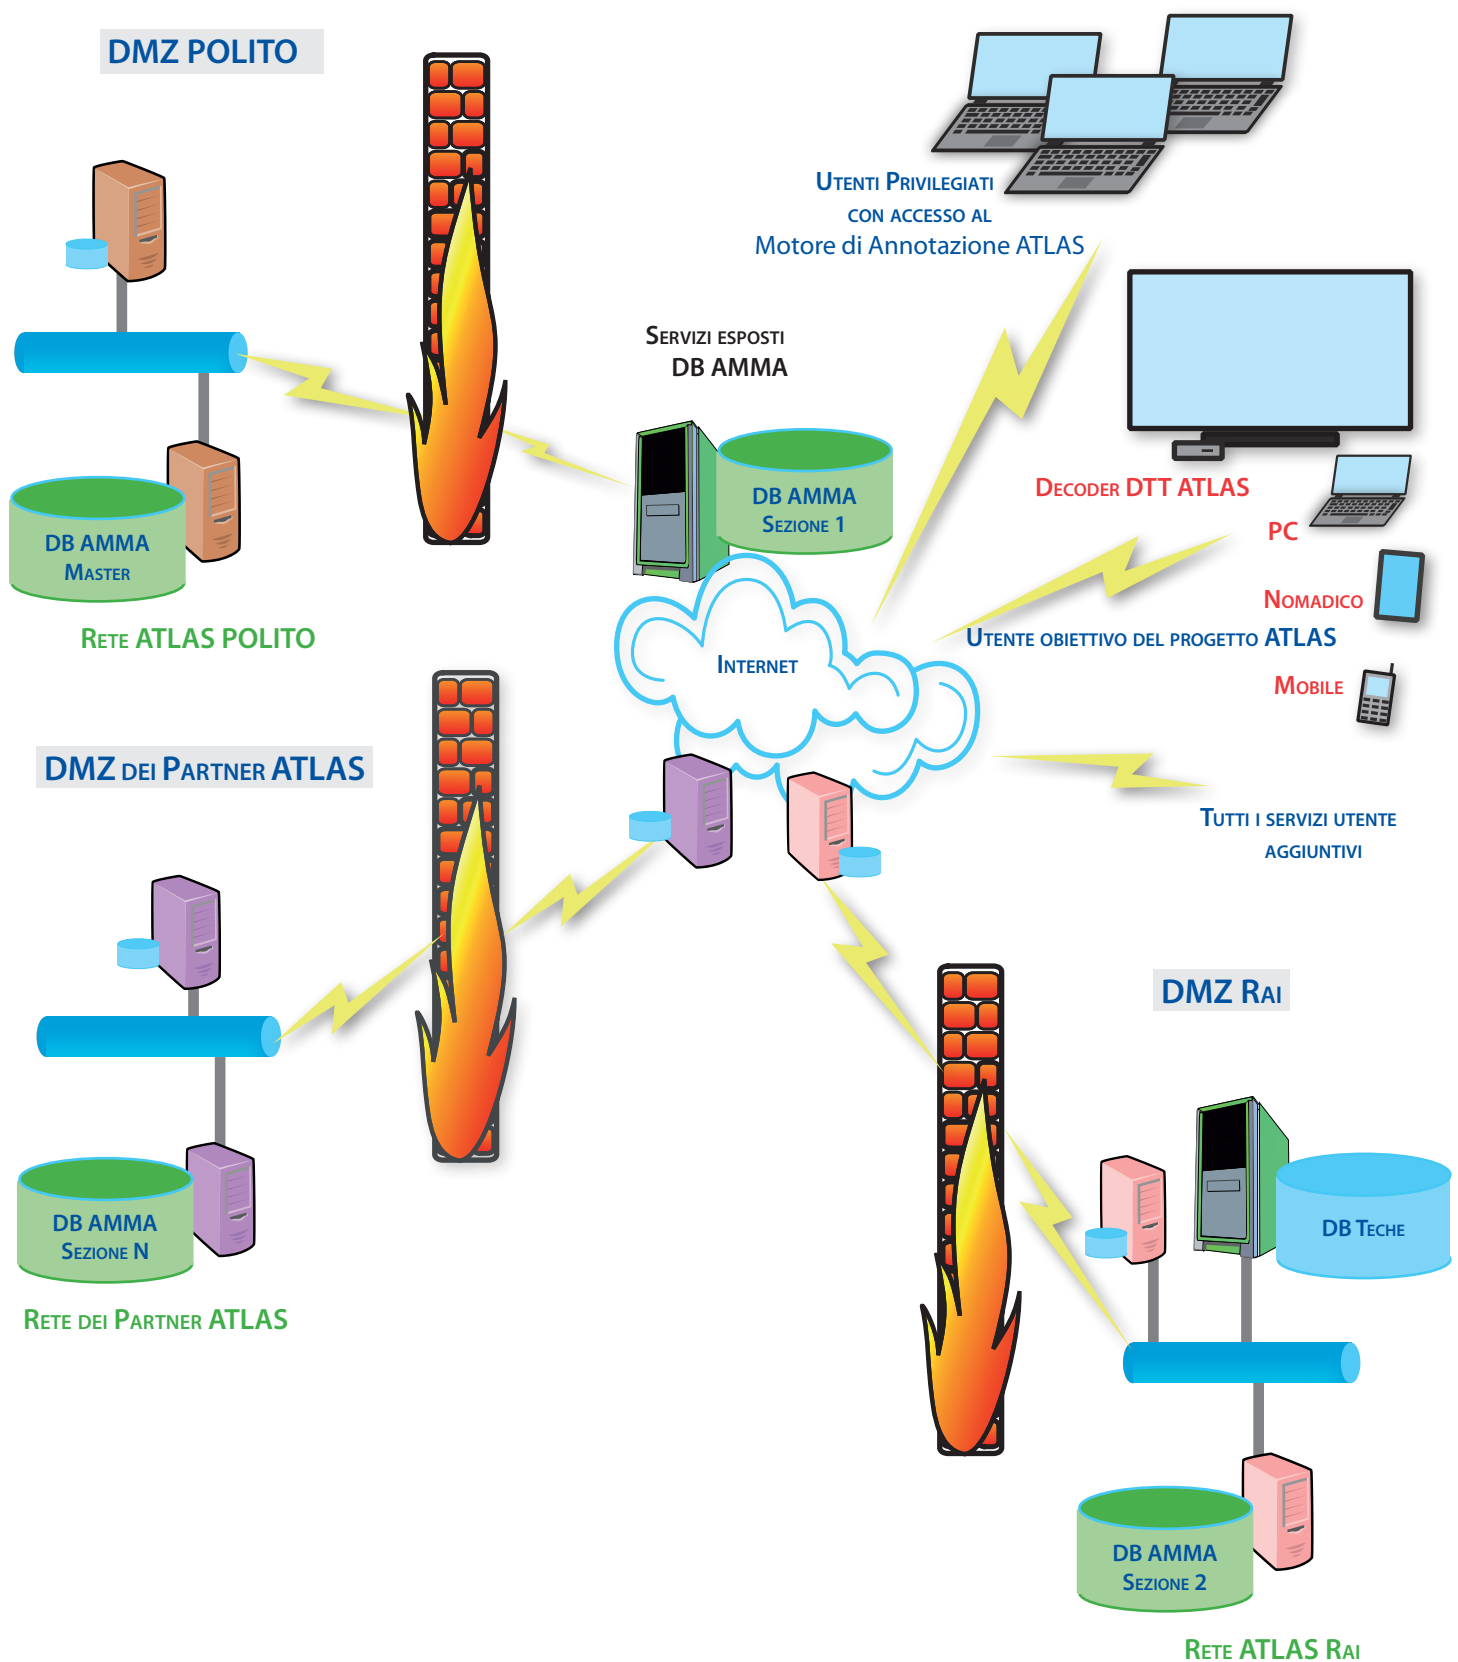 DMZ POLITO
Utenti Privilegiati
con accesso al
Motore di Annotazione ATLAS
Servizi esposti
DB AMMA
DB AMMA
Sezione 1
Decoder DTT ATLAS
PC
Nomadico
Utente obiettivo del progetto ATLAS
Mobile
DB AMMA
Master
Rete ATLAS POLITO
Internet
DMZ dei Partner ATLAS
Tutti i servizi utente
aggiuntivi
DMZ Rai
DB AMMA
Sezione N
Rete dei Partner ATLAS
DB Teche
DB AMMA
Sezione 2
Rete ATLAS Rai